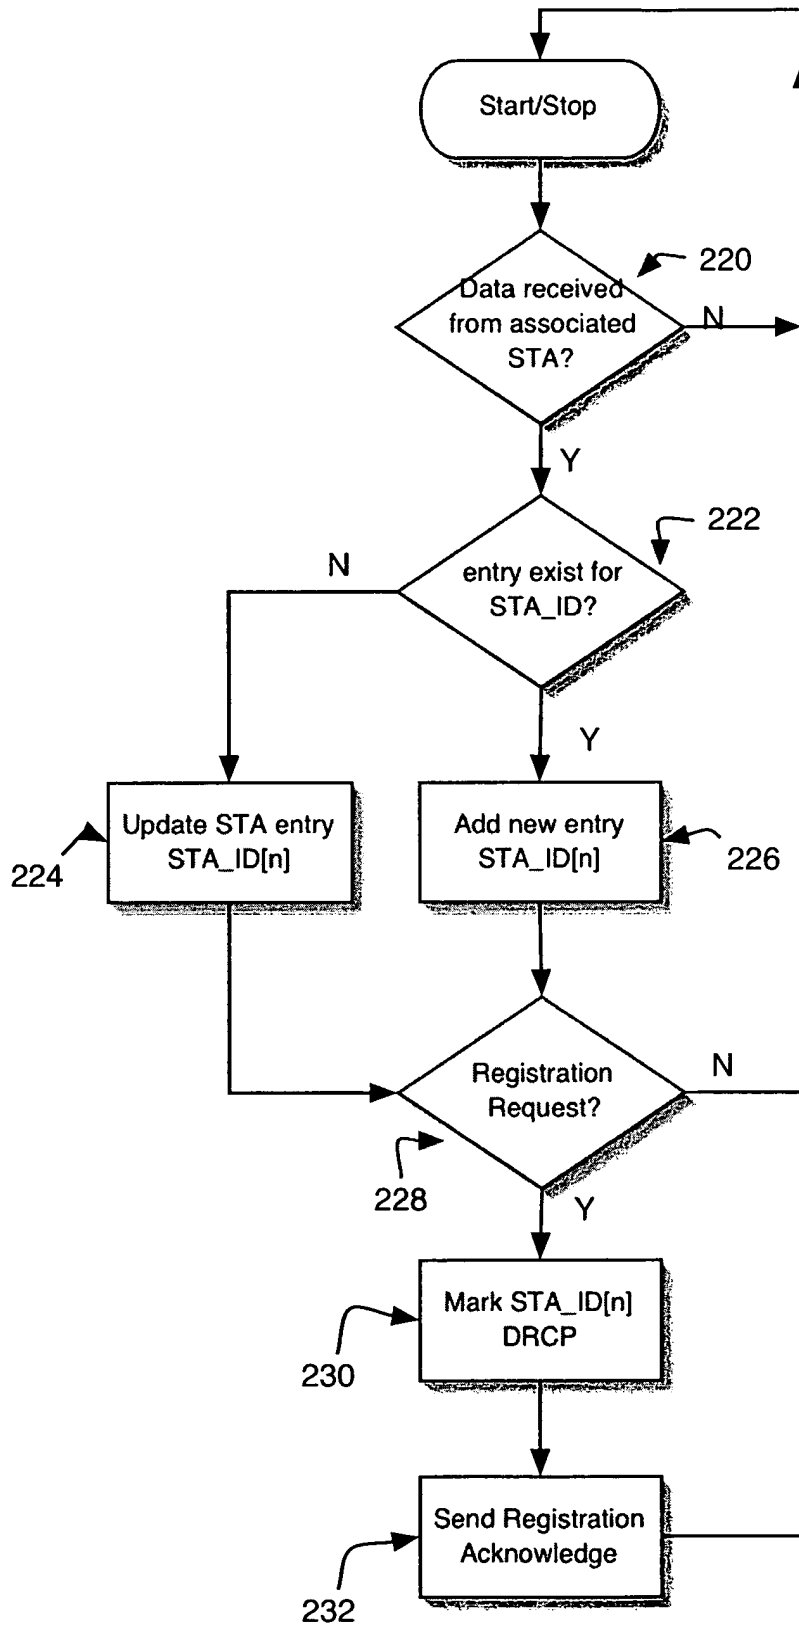 Start/Stop
220
Data received
from associated
STA?
N
Y
222
entry exist for
STA_ID?
N
Y
Update STA entry
STA_ID[n]
224
Add new entry
STA_ID[n]
226
Registration
Request?
N
228
Y
Mark STA_ID[n]
DRCP
230
Send Registration
Acknowledge
232